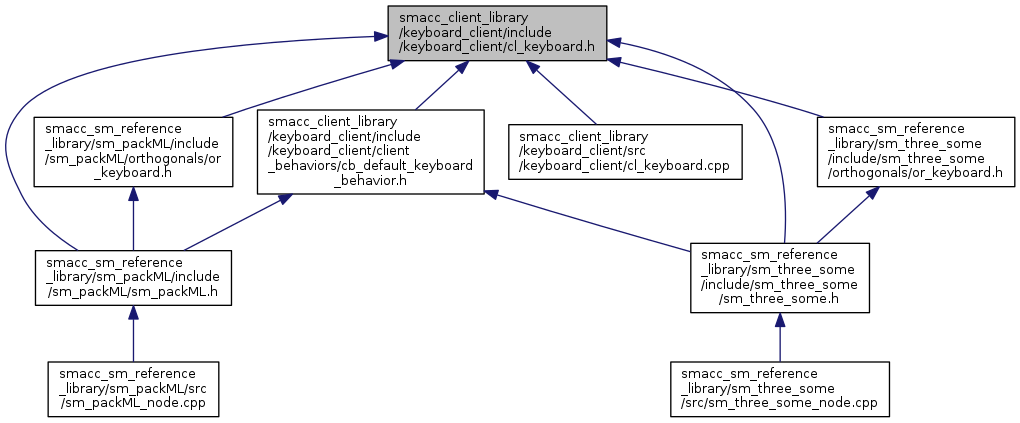 smacc_client_library
/keyboard_client/include
/keyboard_client/cl_keyboard.h
smacc_sm_reference
_library/sm_packML/include
/sm_packML/orthogonals/or
_keyboard.h
smacc_client_library
/keyboard_client/include
/keyboard_client/client
_behaviors/cb_default_keyboard
_behavior.h
smacc_client_library
/keyboard_client/src
/keyboard_client/cl_keyboard.cpp
smacc_sm_reference
_library/sm_three_some
/include/sm_three_some
/orthogonals/or_keyboard.h
smacc_sm_reference
_library/sm_packML/include
/sm_packML/sm_packML.h
smacc_sm_reference
_library/sm_three_some
/include/sm_three_some
/sm_three_some.h
smacc_sm_reference
_library/sm_packML/src
/sm_packML_node.cpp
smacc_sm_reference
_library/sm_three_some
/src/sm_three_some_node.cpp